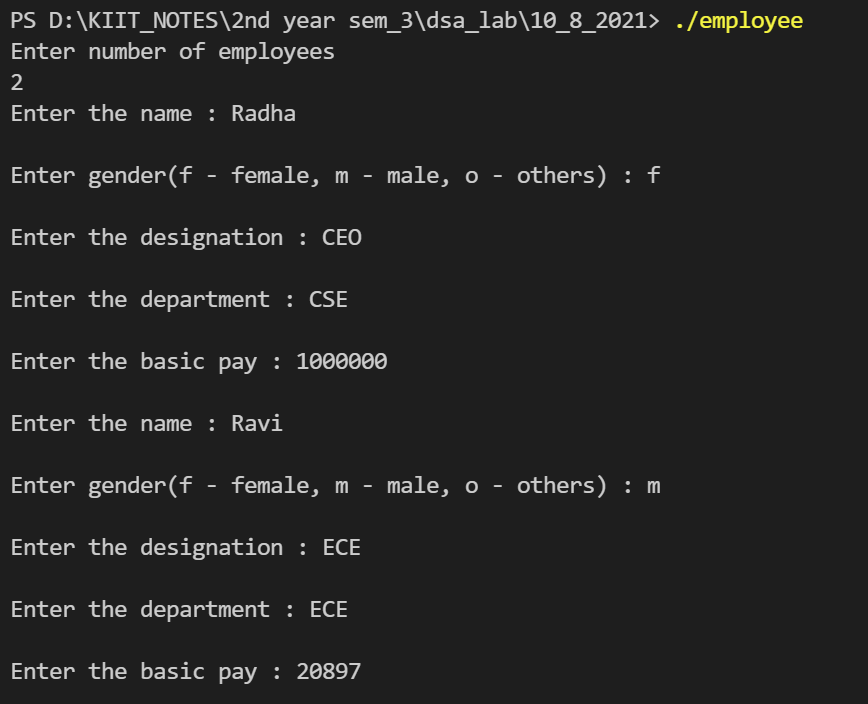 PS D:\KIIT_NOTES\2nd year sem_3\dsa_lab\10_8_2021> ./employee
Enter number of employees
2
Enter the name : Radha
Enter gender(f - female, m - male, o - others) : f
Enter the designation : CEO
Enter the department : CSE
Enter the basic pay : 1000000
Enter the name : Ravi
Enter gender(f - female, m - male, o - others) : m
Enter the designation : ECE
Enter the department : ECE
Enter the basic pay : 20897